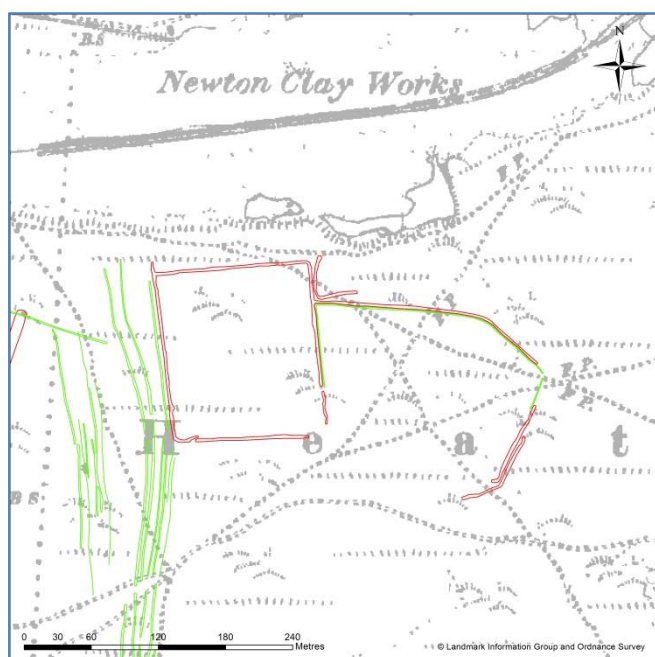 B.S
N
Newton Clay Works
F.P
F.P
F.P
B S
H e a t
0 30 60 120 180 240
Metres
© Landmark Information Group and Ordnance Survey